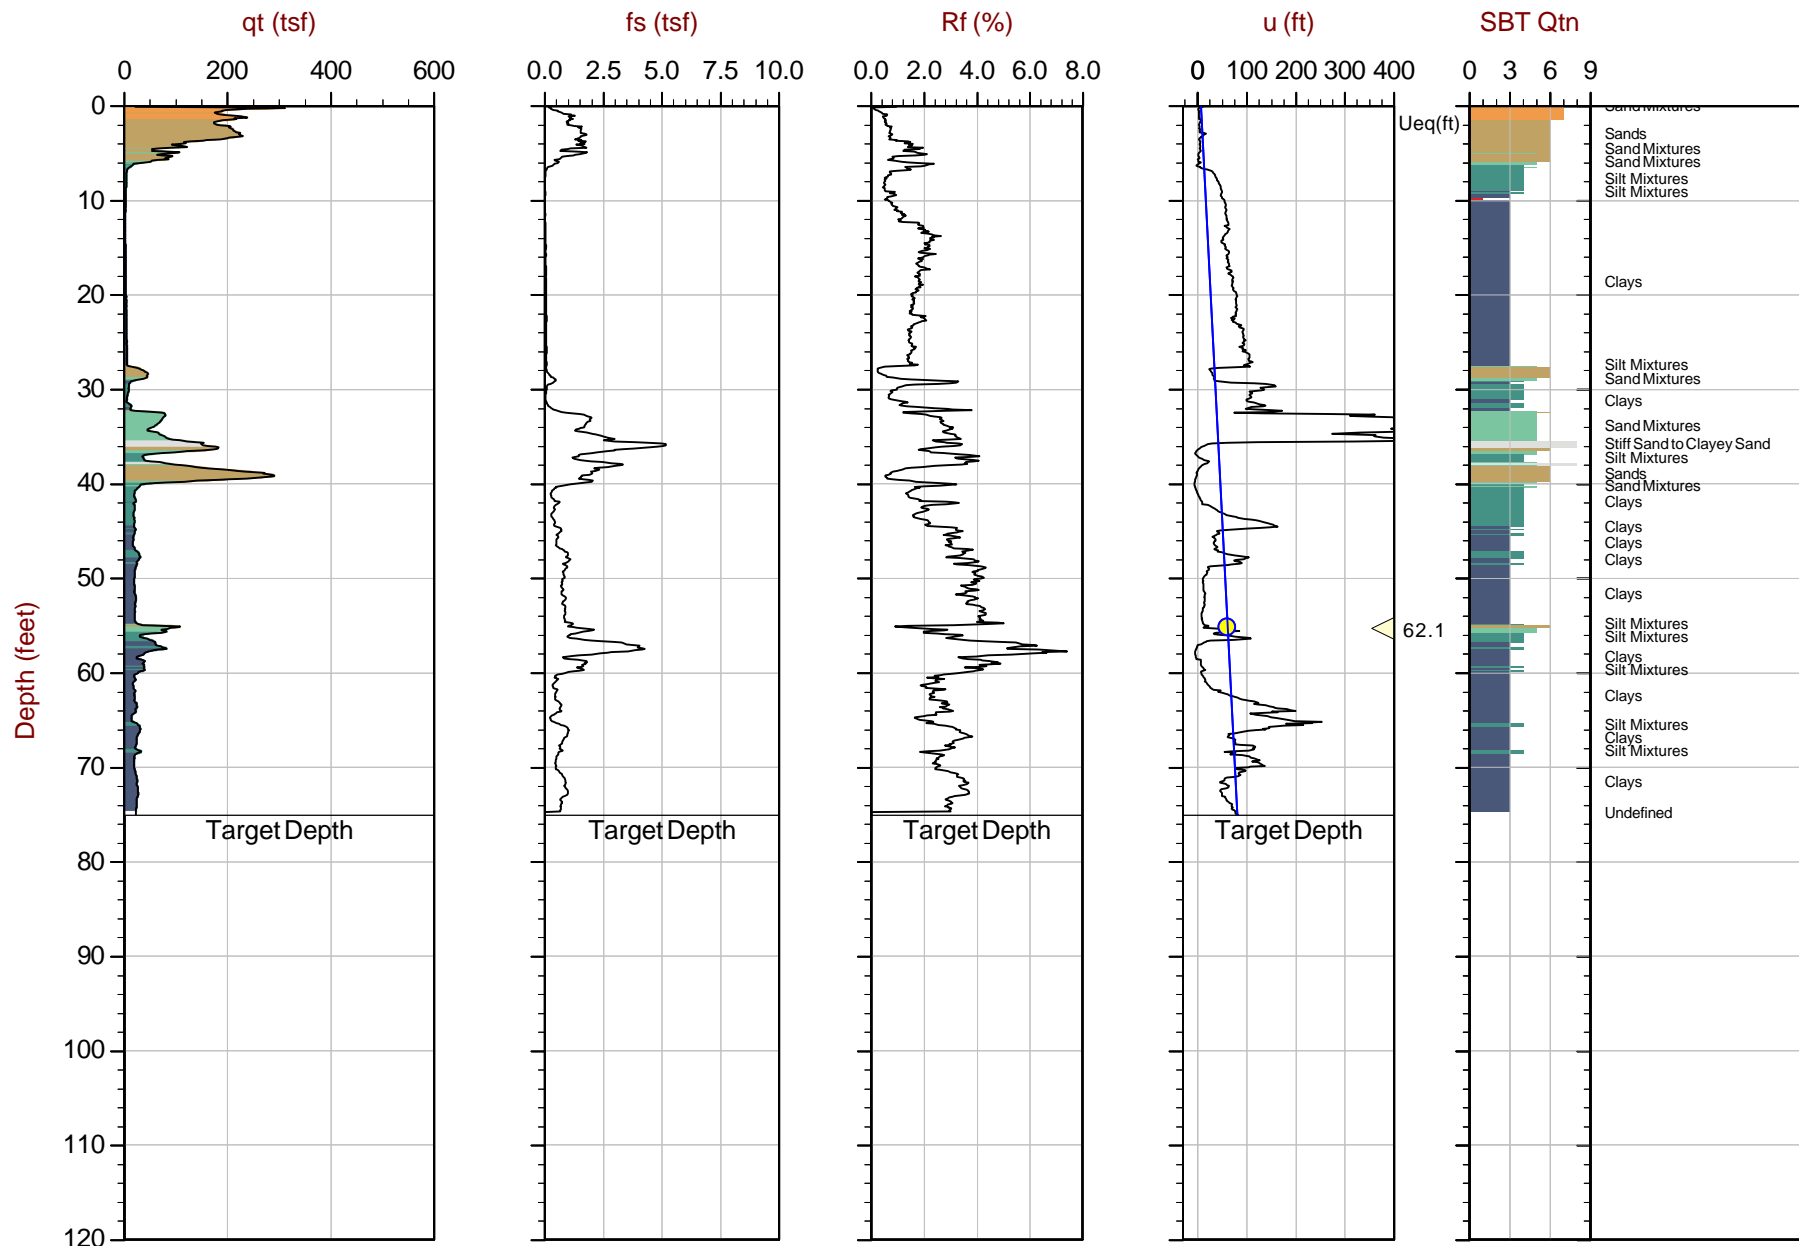 qt (tsf) fs (tsf) Rf (%) u (ft) SBT Qtn
0 200 400 600 0.0 2.5 5.0 7.5 10.0 0.0 2.0 4.0 6.0 8.0 0 100 200 300 400 0 3 6 9
0
Sand Mixtures
Ueq(ft)
Sands
Sand Mixtures
Sand Mixtures
Silt Mixtures
Silt Mixtures
10
Clays
20
Silt Mixtures
Sand Mixtures
30
Clays
Sand Mixtures
Stiff Sand to Clayey Sand
Silt Mixtures
Sands
40
Sand Mixtures
Clays
Clays
Clays
Clays
50
Clays
Silt Mixtures
62.1
Silt Mixtures
Clays
Silt Mixtures
60
Clays
Silt Mixtures
Clays
Silt Mixtures
70
Clays
Undefined
Target Depth Target Depth Target Depth Target Depth
80
90
100
110
120
Depth (feet)